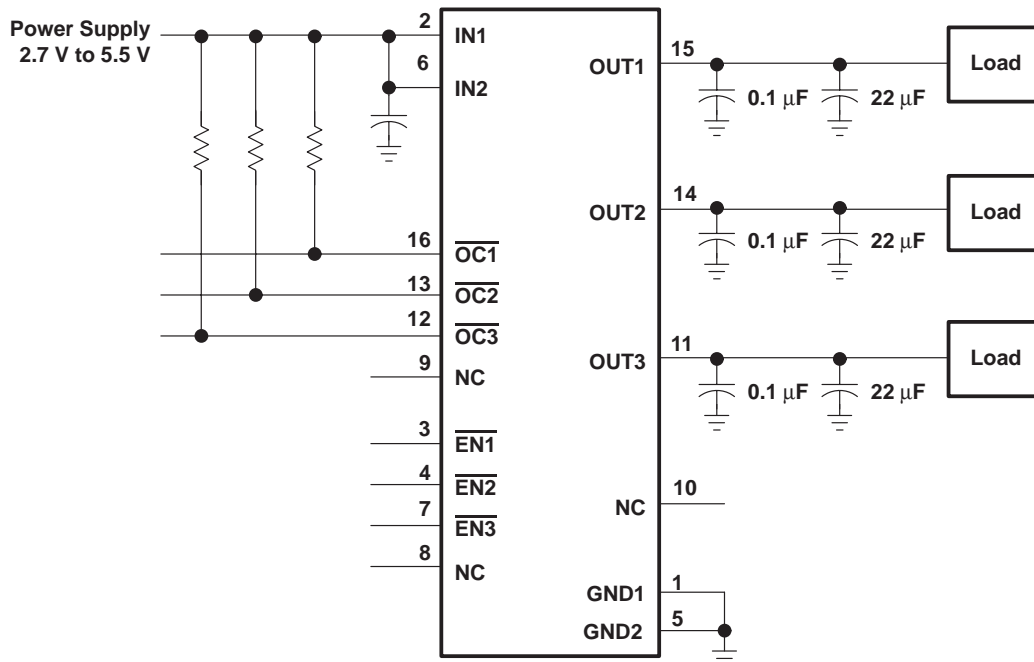 Power Supply
2.7 V to 5.5 V
2
IN1
6
IN2
16
OC1
13
OC2
12
OC3
9
NC
3
EN1
4
EN2
7
EN3
8
NC
15
OUT1
0.1 µF
22 µF
Load
14
OUT2
0.1 µF
22 µF
Load
11
OUT3
0.1 µF
22 µF
Load
10
NC
1
GND1
5
GND2